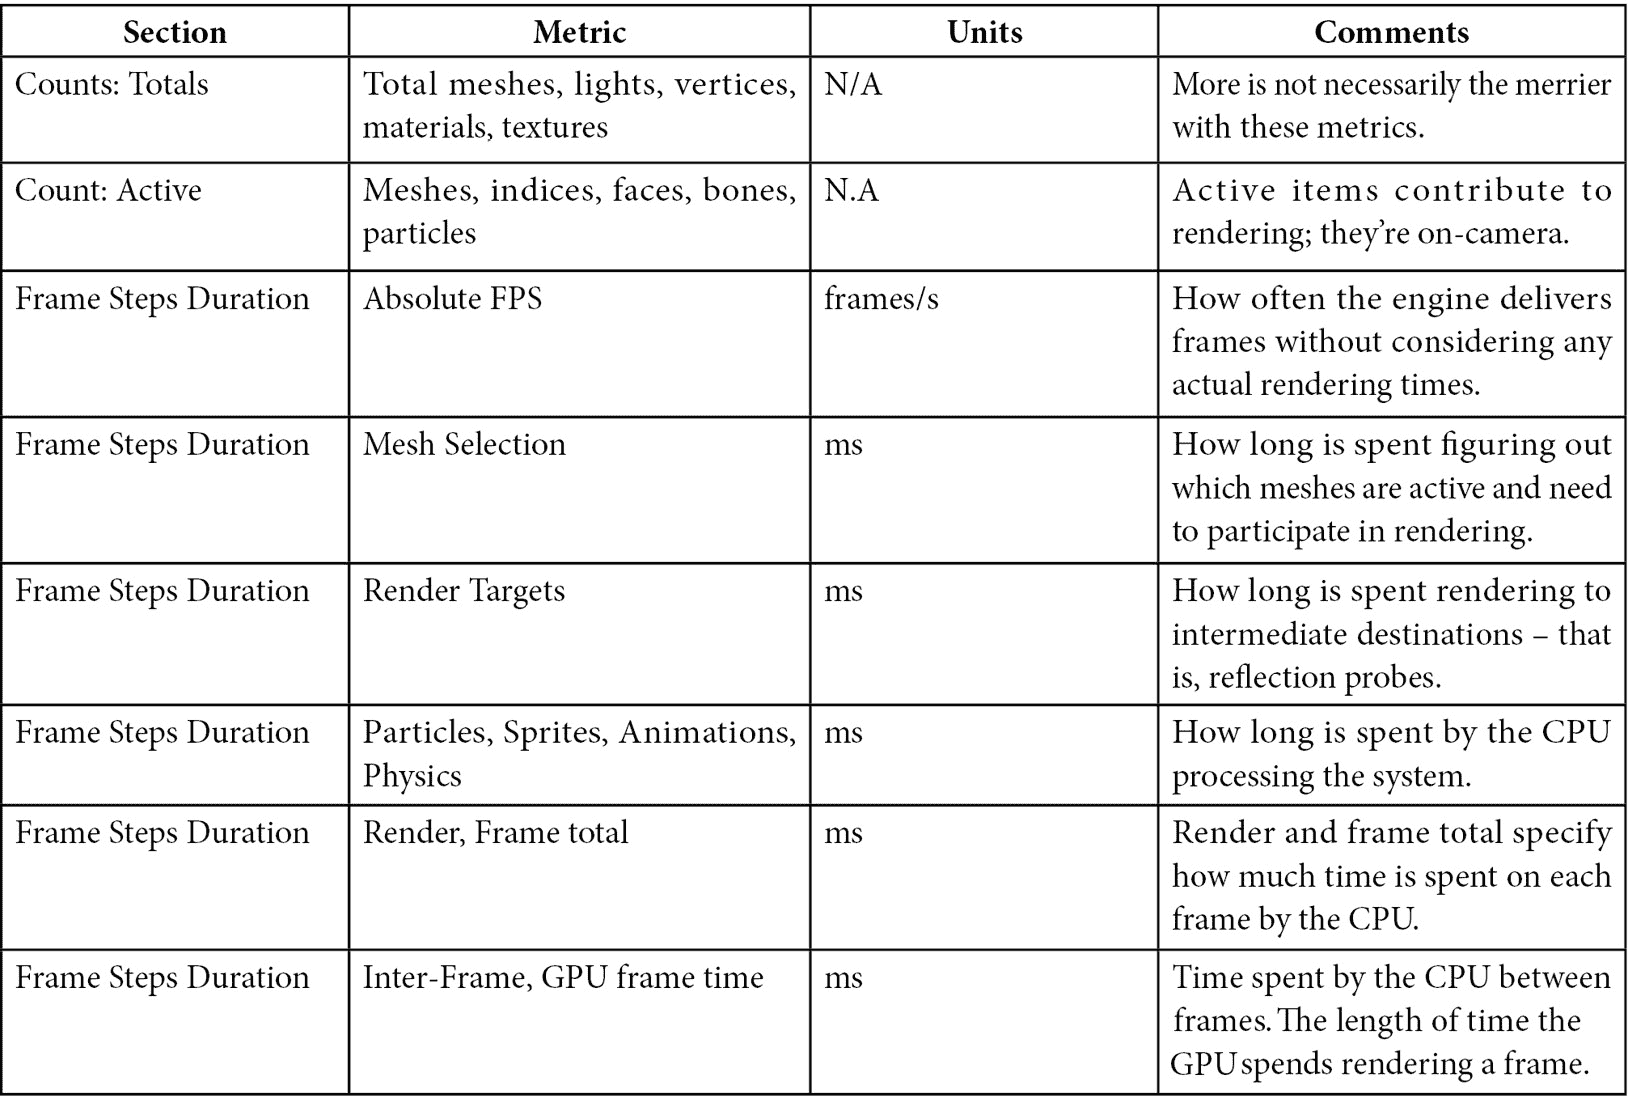 Section Metric Units Comments
Counts: Totals Total meshes, lights, vertices, N/A More is not necessarily the merrier
materials, textures with these metrics.
Count: Active Meshes, indices, faces, bones, N.A Active items contribute to
particles rendering; they're on-camera.
Frame Steps Duration Absolute FPS frames/s How often the engine delivers
frames without considering any
actual rendering times.
Frame Steps Duration Mesh Selection ms How long is spent figuring out
which meshes are active and need
to participate in rendering.
Frame Steps Duration Render Targets ms How long is spent rendering to
intermediate destinations – that
is, reflection probes.
Frame Steps Duration Particles, Sprites, Animations, ms How long is spent by the CPU
Physics processing the system.
Frame Steps Duration Render, Frame total ms Render and frame total specify
how much time is spent on each
frame by the CPU.
Frame Steps Duration Inter-Frame, GPU frame time ms Time spent by the CPU between
frames. The length of time the
GPU spends rendering a frame.